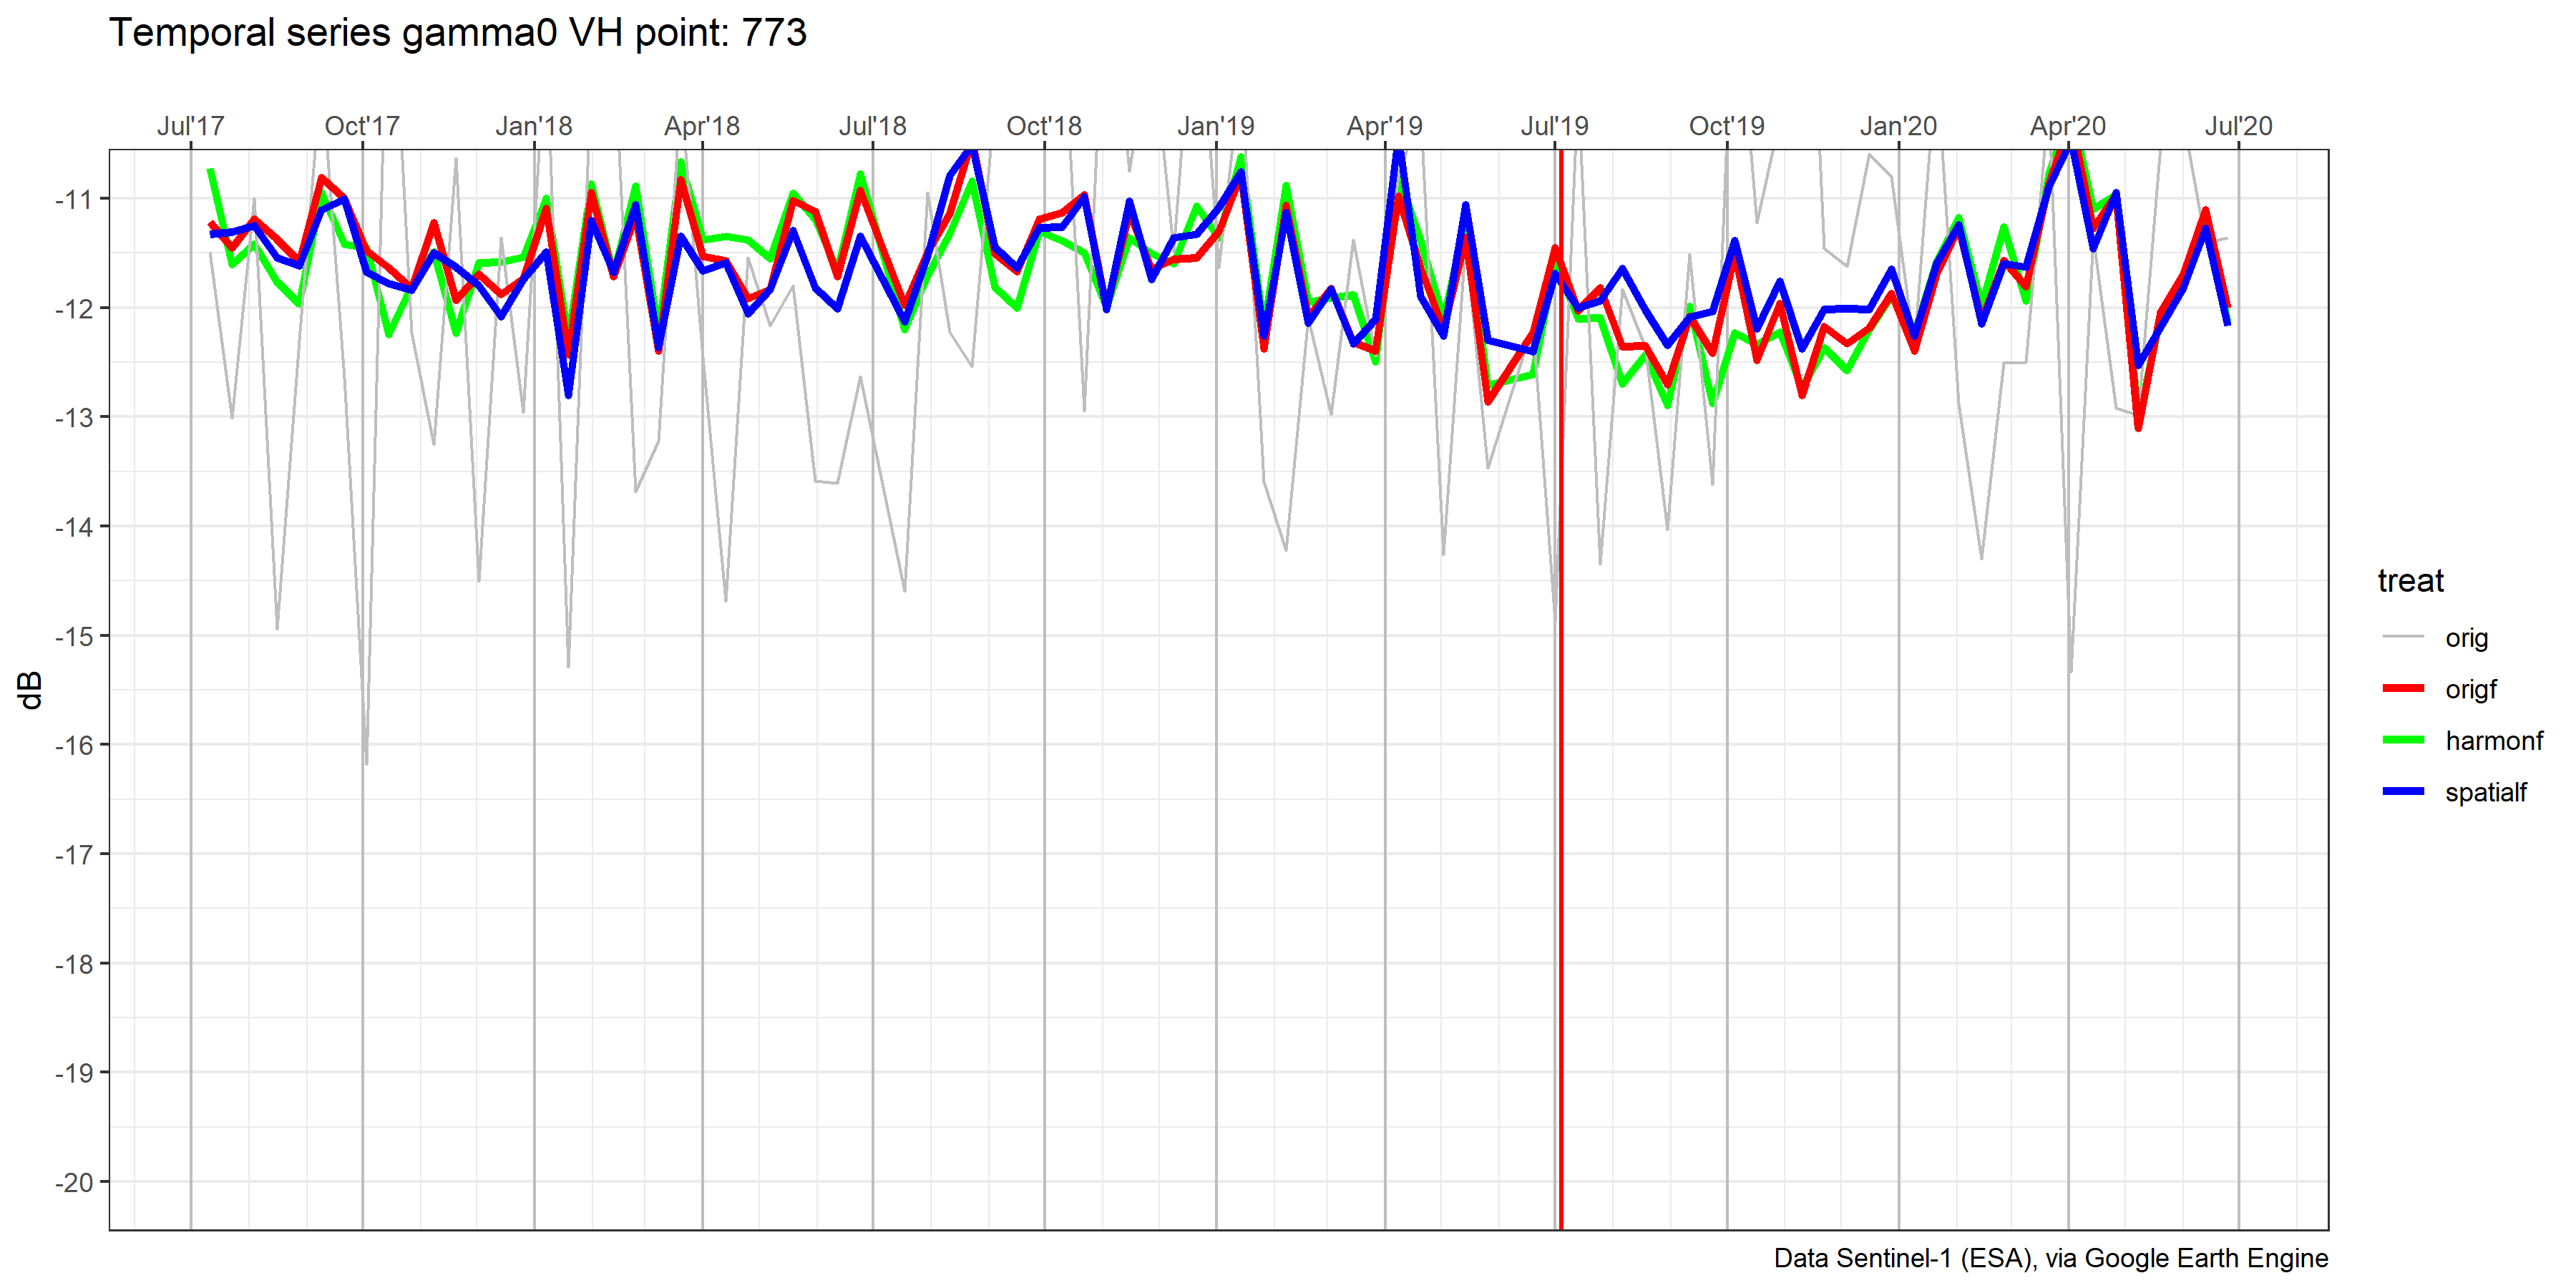 Temporal series gamma0 VH point: 773
Jul'17 Oct'17 Jan'18 Apr'18 Jul'18 Oct'18 Jan'19 Apr'19 Jul'19 Oct'19 Jan'20 Apr'20 Jul'20
-11
-12
-13
-14
-15
-16
-17
-18
-19
-20
dB
treat
orig
origf
harmonf
spatialf
Data Sentinel-1 (ESA), via Google Earth Engine